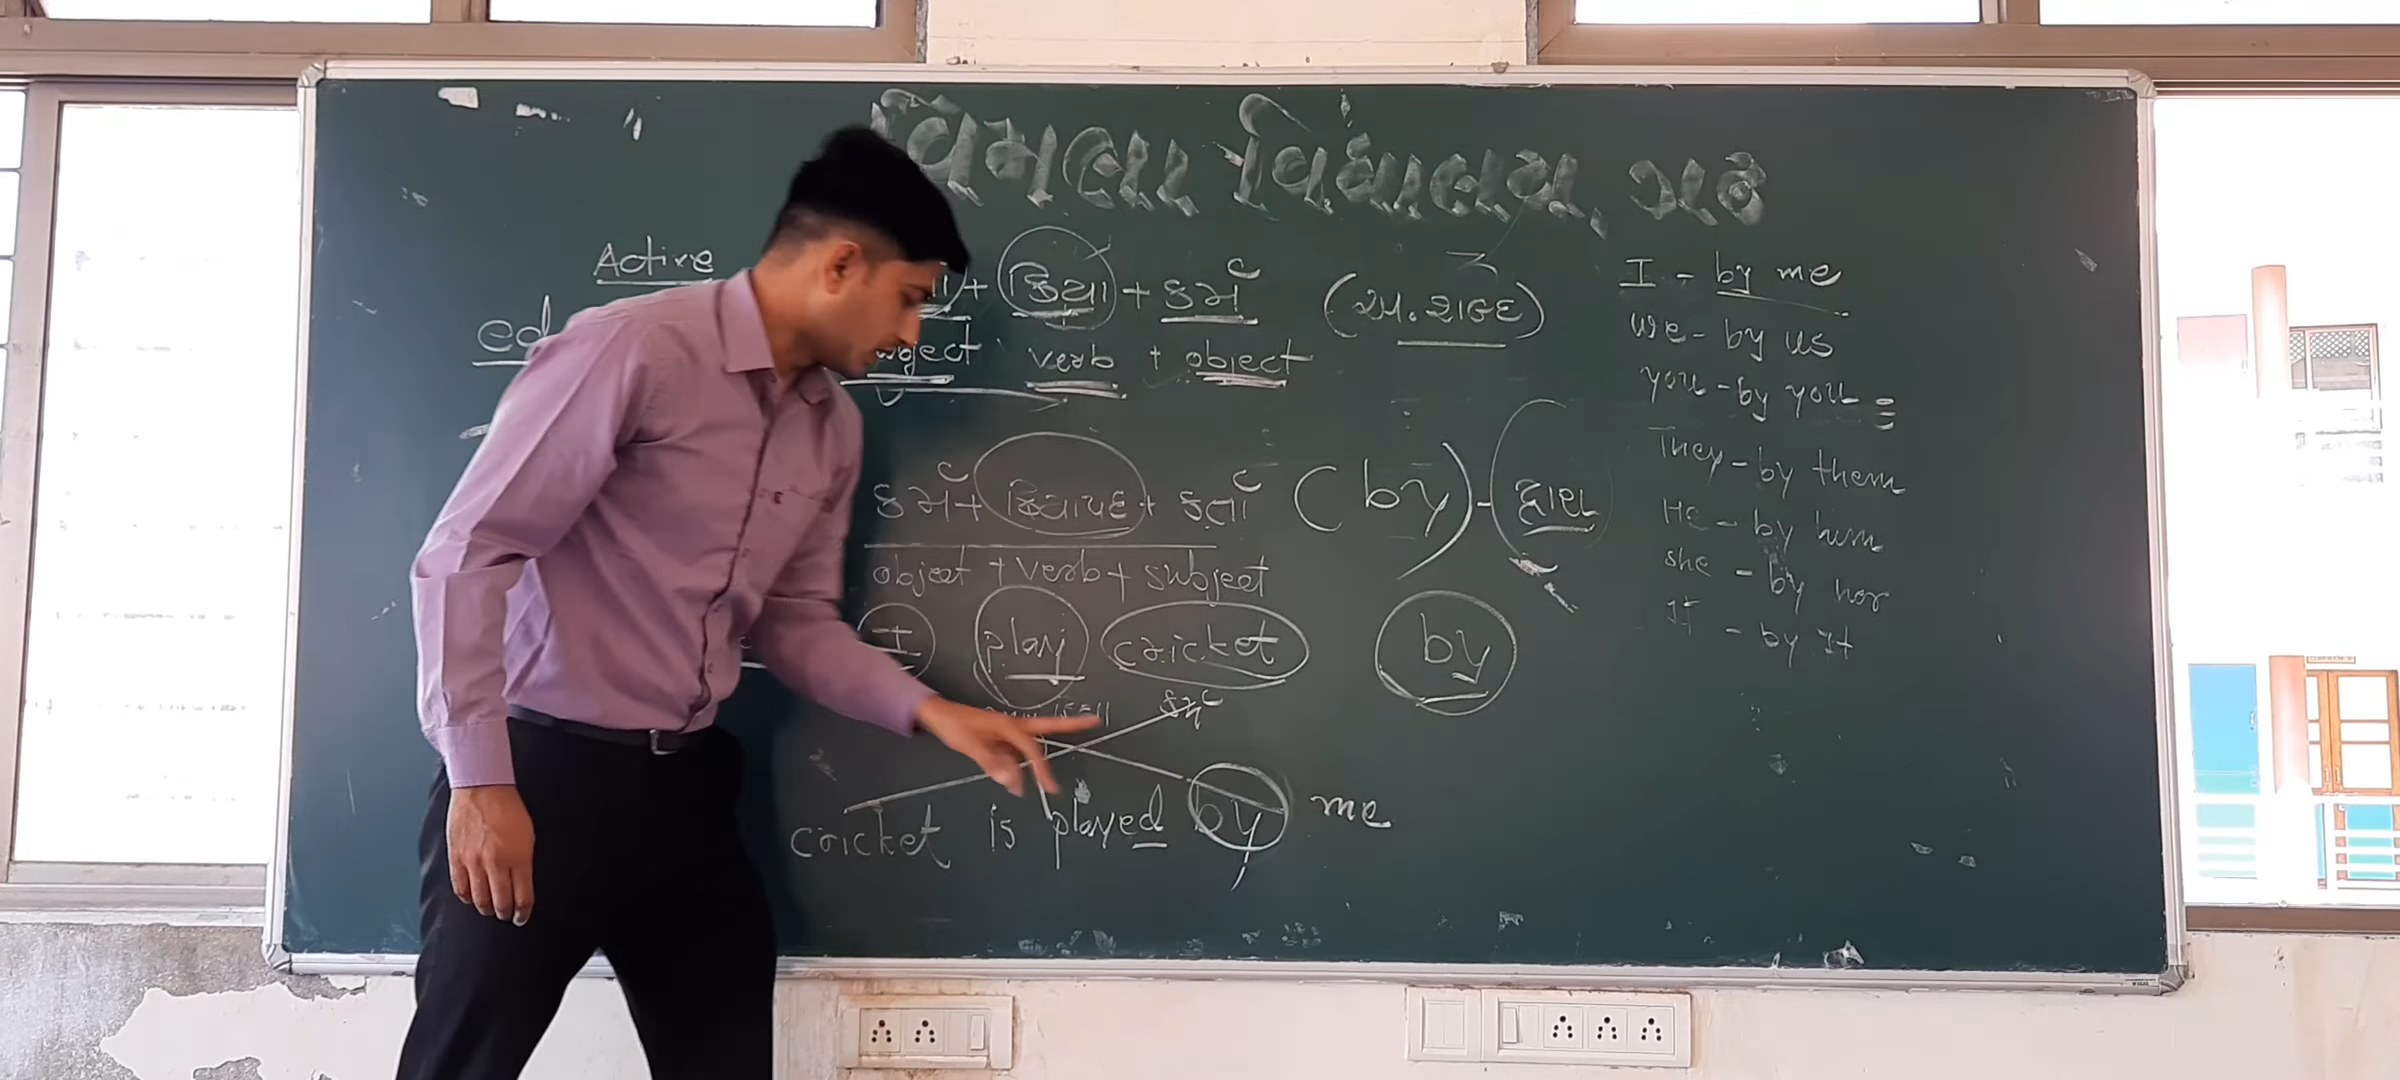 વિમલા વિદ્યાલય, ગઢ
Active + ક્રિયા + કર્મ (અ. શબ્દ)
ed verb + object
કર્મ + ક્રિયાપદ + કર્તા (by) - દ્વારા
object + verb + subject
I play cricket by
કર્મ
cricket is played by me
I - by me
we - by us
you - by you
They - by them
He - by him
she - by her
It - by It